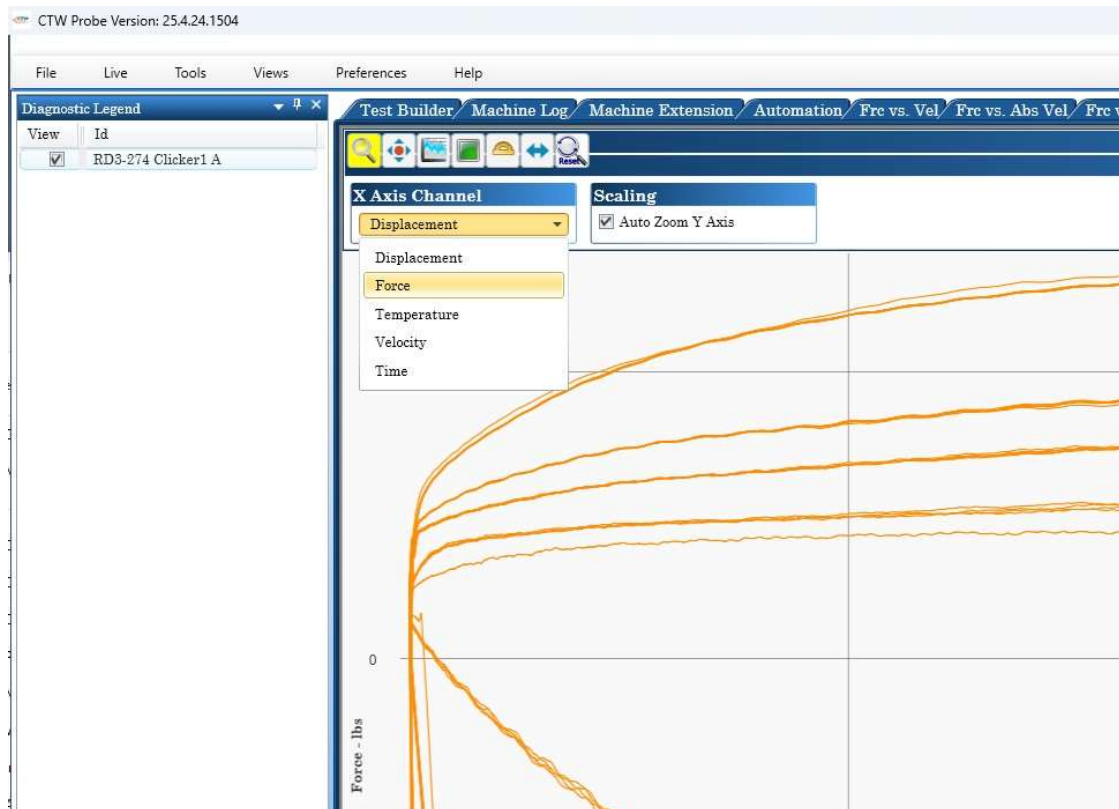 CTW Probe Version: 25.4.24.1504
File Live Tools Views Preferences Help
Diagnostic Legend
View Id
RD3-274 Clicker1 A
Test Builder Machine Log Machine Extension Automation Frc vs. Vel Frc vs. Abs Vel Frc
Reset
X Axis Channel
Displacement
Displacement
Force
Temperature
Velocity
Time
Scaling
Auto Zoom Y Axis
0
Force - lbs